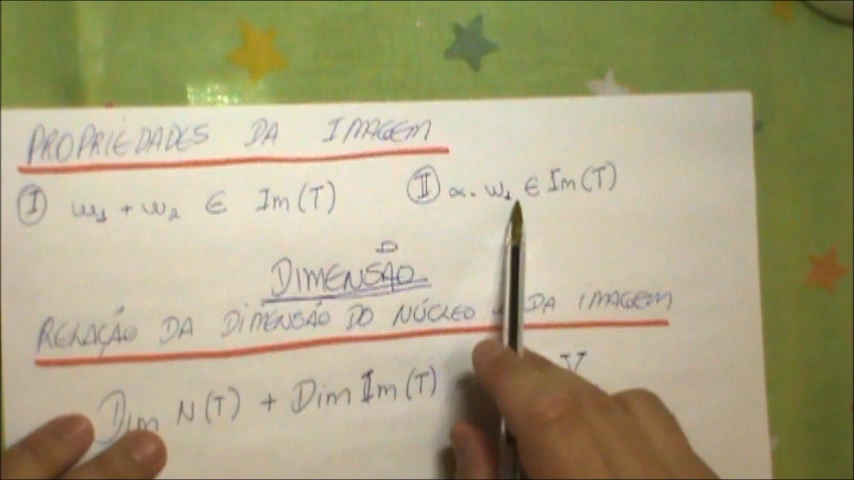 PROPRIEDADES DA IMAGEM
I w₁ + w₂ ∈ Im(T) II α. w₁ ∈ Im(T)
DIMENSÃO
RELAÇÃO DA DIMENSÃO DO NÚCLEO DA IMAGEM
Dim N(T) + Dim Im(T) V